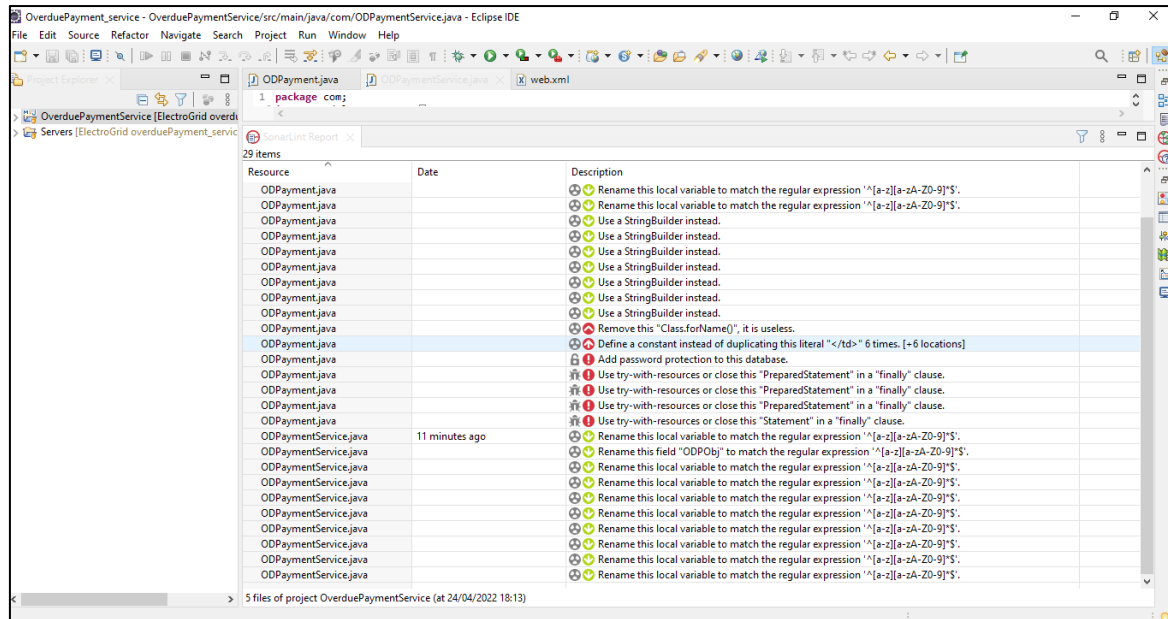 OverduePayment_service - OverduePaymentService/src/main/java/com/ODPaymentService.java - Eclipse IDE
File Edit Source Refactor Navigate Search Project Run Window Help
Project Explorer
ODPayment.java ODPaymentService.java web.xml
1 package com;
OverduePaymentService [ElectroGrid overdu
Servers [ElectroGrid overduePayment_servic
SonarLint Report
29 items
Resource Date Description
ODPayment.java Rename this local variable to match the regular expression '^[a-z][a-zA-Z0-9]*$'.
ODPayment.java Rename this local variable to match the regular expression '^[a-z][a-zA-Z0-9]*$'.
ODPayment.java Use a StringBuilder instead.
ODPayment.java Use a StringBuilder instead.
ODPayment.java Use a StringBuilder instead.
ODPayment.java Use a StringBuilder instead.
ODPayment.java Use a StringBuilder instead.
ODPayment.java Use a StringBuilder instead.
ODPayment.java Use a StringBuilder instead.
ODPayment.java Remove this "Class.forName()", it is useless.
ODPayment.java Define a constant instead of duplicating this literal "</td>" 6 times. [+6 locations]
ODPayment.java Add password protection to this database.
ODPayment.java Use try-with-resources or close this "PreparedStatement" in a "finally" clause.
ODPayment.java Use try-with-resources or close this "PreparedStatement" in a "finally" clause.
ODPayment.java Use try-with-resources or close this "PreparedStatement" in a "finally" clause.
ODPayment.java Use try-with-resources or close this "Statement" in a "finally" clause.
ODPaymentService.java 11 minutes ago Rename this local variable to match the regular expression '^[a-z][a-zA-Z0-9]*$'.
ODPaymentService.java Rename this field "ODPObj" to match the regular expression '^[a-z][a-zA-Z0-9]*$'.
ODPaymentService.java Rename this local variable to match the regular expression '^[a-z][a-zA-Z0-9]*$'.
ODPaymentService.java Rename this local variable to match the regular expression '^[a-z][a-zA-Z0-9]*$'.
ODPaymentService.java Rename this local variable to match the regular expression '^[a-z][a-zA-Z0-9]*$'.
ODPaymentService.java Rename this local variable to match the regular expression '^[a-z][a-zA-Z0-9]*$'.
ODPaymentService.java Rename this local variable to match the regular expression '^[a-z][a-zA-Z0-9]*$'.
ODPaymentService.java Rename this local variable to match the regular expression '^[a-z][a-zA-Z0-9]*$'.
ODPaymentService.java Rename this local variable to match the regular expression '^[a-z][a-zA-Z0-9]*$'.
ODPaymentService.java Rename this local variable to match the regular expression '^[a-z][a-zA-Z0-9]*$'.
5 files of project OverduePaymentService (at 24/04/2022 18:13)